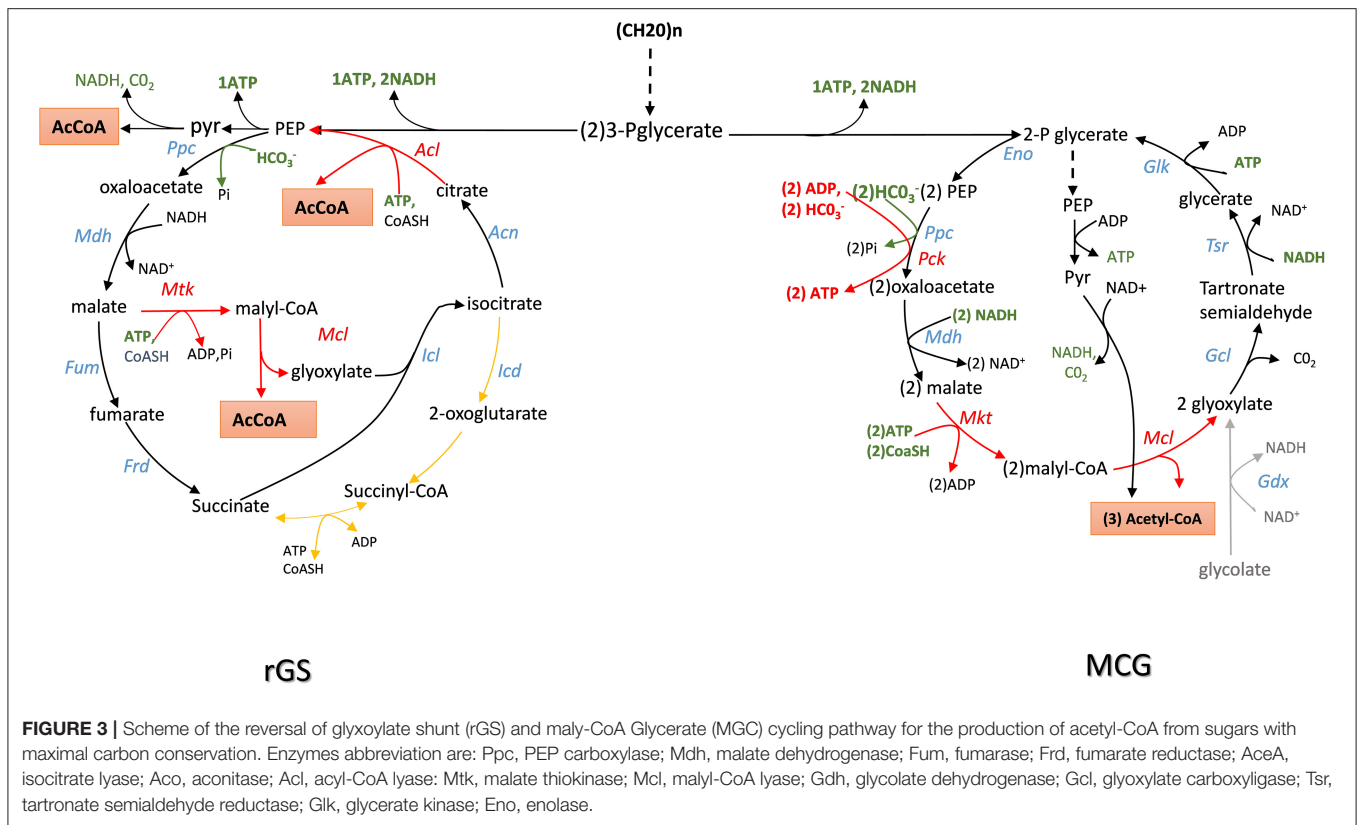 (CH20)n
NADH, C0₂
1ATP
1ATP, 2NADH
1ATP, 2NADH
AcCoA
pyr
PEP
(2)3-Pglycerate
2-P glycerate
ADP
Ppc
HCO₃⁻
Acl
Eno
Glk
ATP
oxaloacetate
Pi
AcCoA
ATP,
CoASH
citrate
(2) ADP,
(2) HC0₃⁻
(2)HC0₃⁻
(2) PEP
PEP
glycerate
NADH
NAD⁺
Mdh
NAD⁺
Acn
(2)Pi
Ppc
Pck
ADP
ATP
Tsr
NADH
malate
Mtk
malyl-CoA
isocitrate
(2) ATP
(2)oxaloacetate
Pyr
NAD+
Tartronate
semialdehyde
ATP,
CoASH
ADP,Pi
Mcl
(2) NADH
Mdh
(2) NAD⁺
NADH,
C0₂
Gcl
C0₂
Fum
glyoxylate
Icl
Icd
(2) malate
fumarate
AcCoA
2-oxoglutarate
(2)ATP
(2)CoaSH
Mkt
2 glyoxylate
Mcl
Frd
(2)malyl-CoA
(2)ADP
NADH
Gdx
NAD⁺
Succinate
Succinyl-CoA
(3) Acetyl-CoA
ATP
CoASH
ADP
glycolate
rGS
MCG
FIGURE 3 | Scheme of the reversal of glyxoylate shunt (rGS) and maly-CoA Glycerate (MGC) cycling pathway for the production of acetyl-CoA from sugars with
maximal carbon conservation. Enzymes abbreviation are: Ppc, PEP carboxylase; Mdh, malate dehydrogenase; Fum, fumarase; Frd, fumarate reductase; AceA,
isocitrate lyase; Aco, aconitase; Acl, acyl-CoA lyase: Mtk, malate thiokinase; Mcl, malyl-CoA lyase; Gdh, glycolate dehydrogenase; Gcl, glyoxylate carboxyligase; Tsr,
tartronate semialdehyde reductase; Glk, glycerate kinase; Eno, enolase.